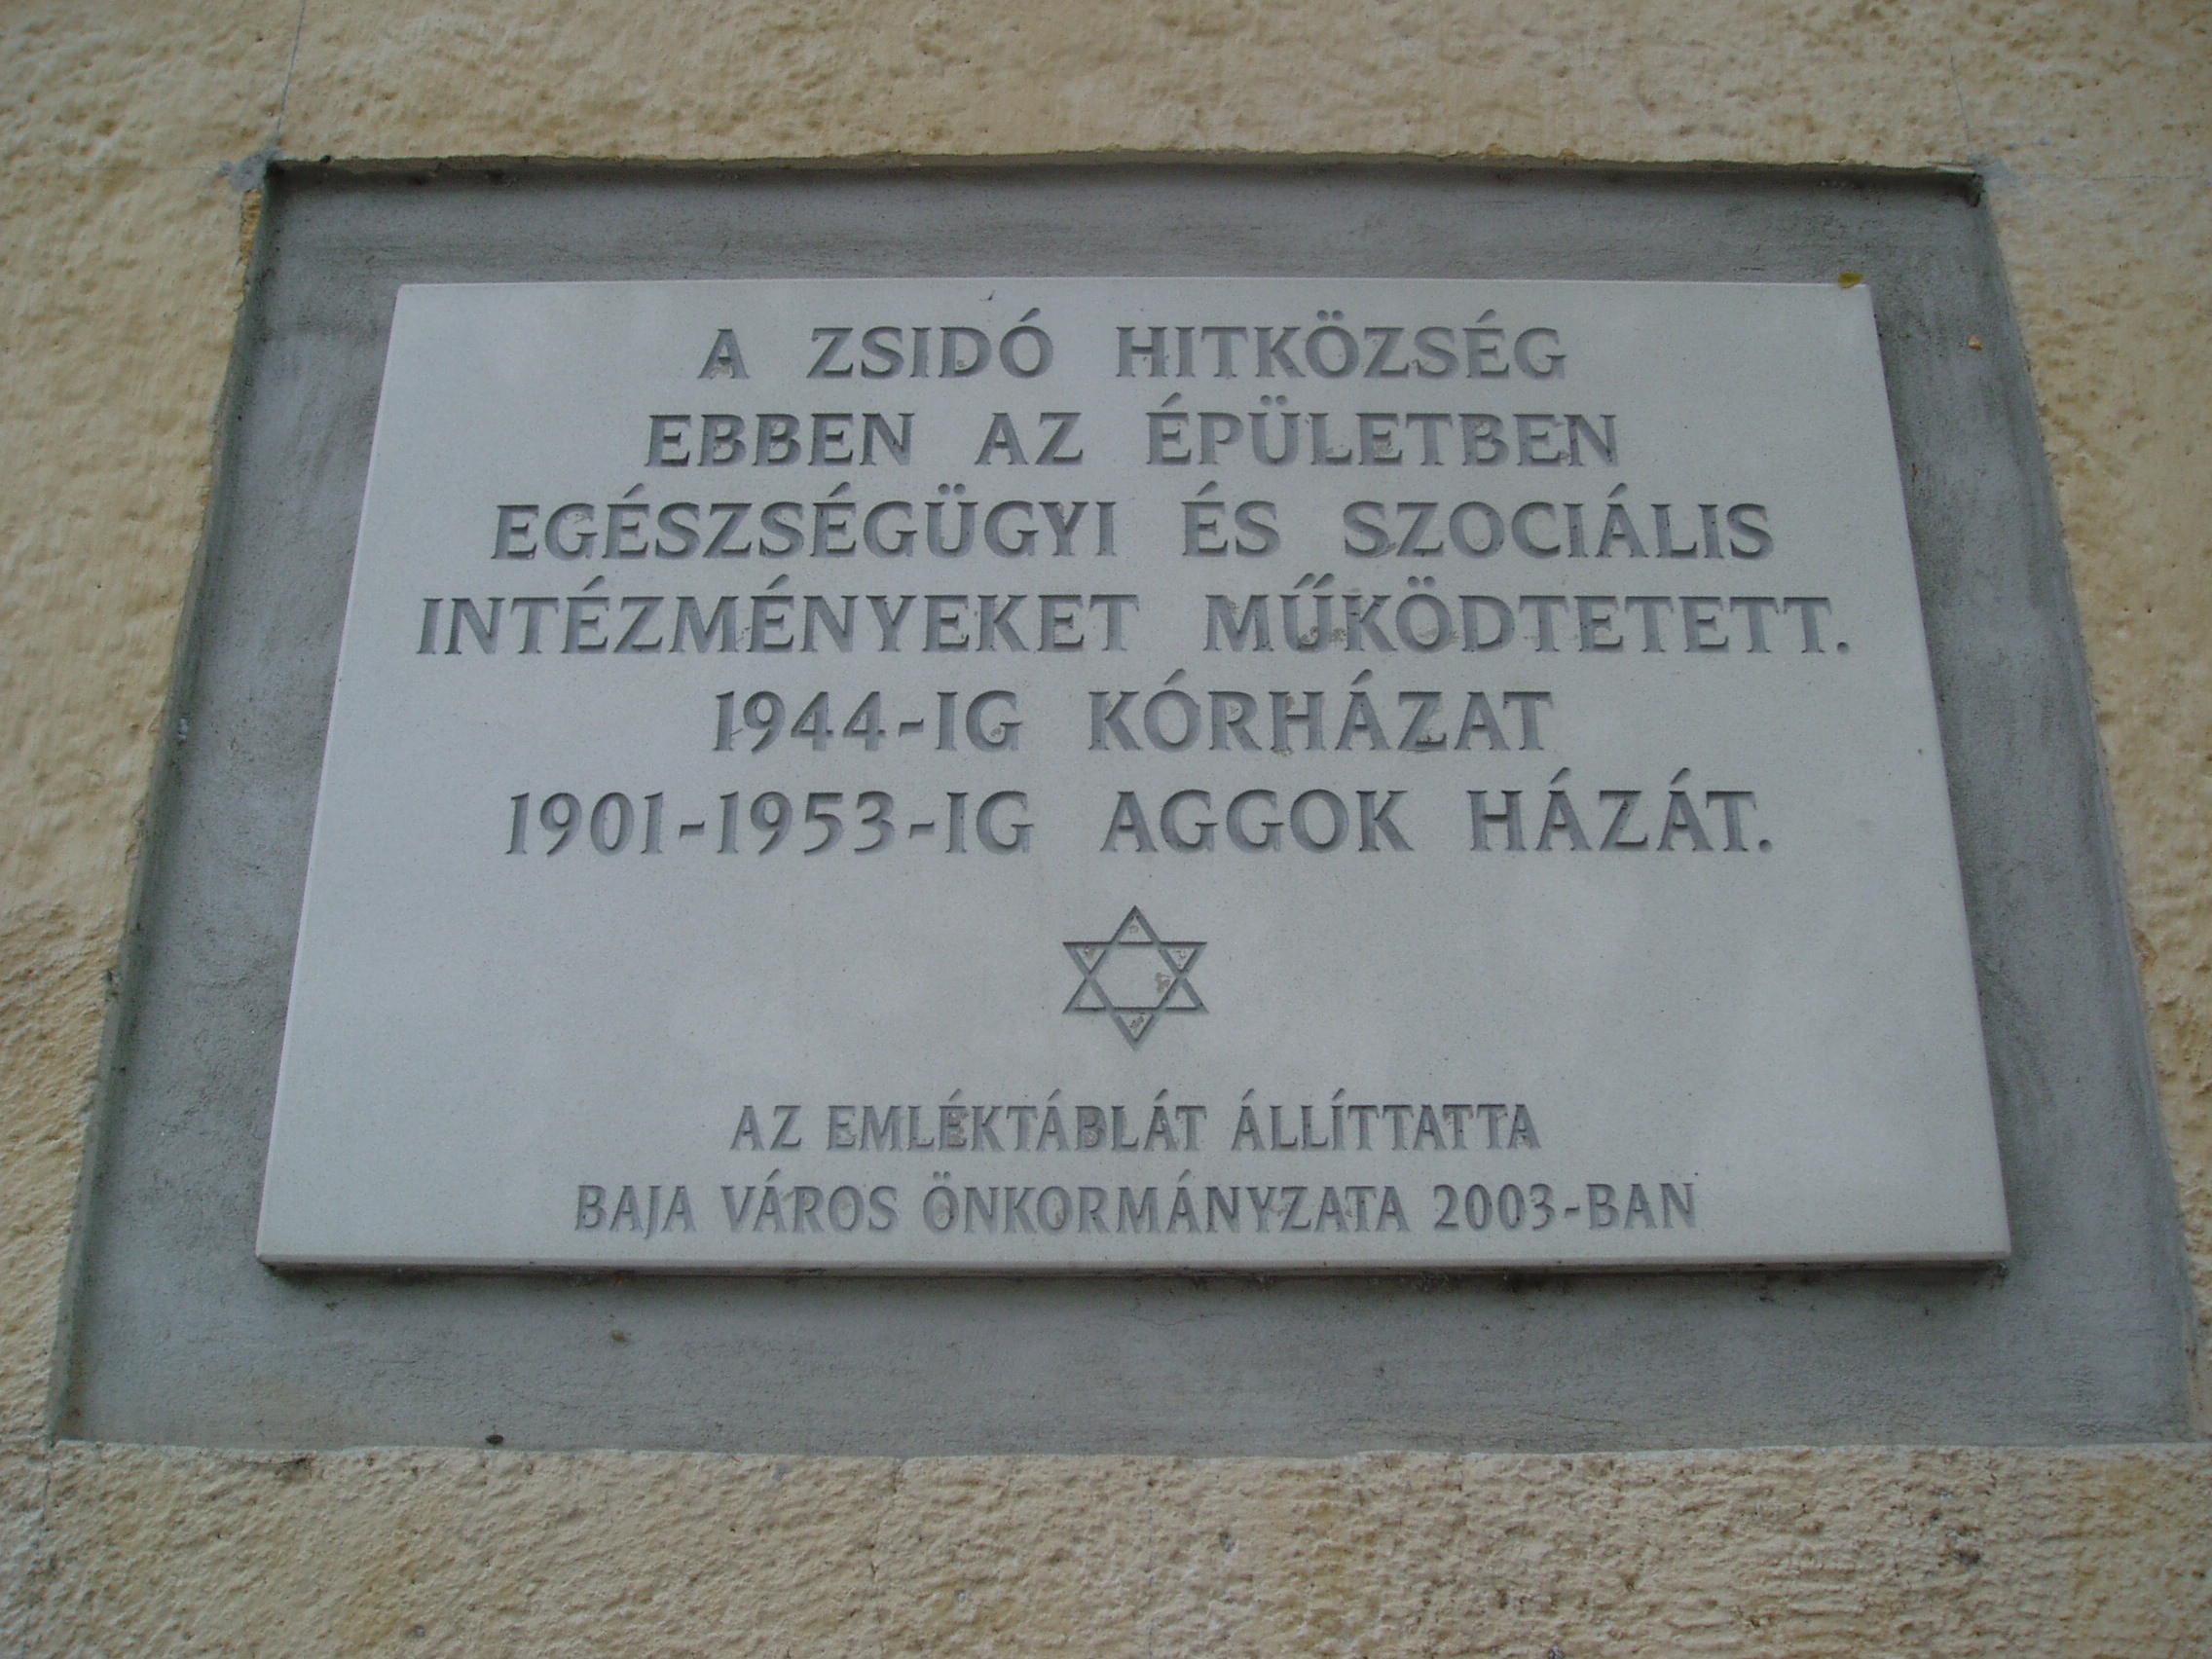 A ZSIDÓ HITKÖZSÉG
EBBEN AZ ÉPÜLETBEN
EGÉSZSÉGÜGYI ÉS SZOCIÁLIS
INTÉZMÉNYEKET MŰKÖDTETETT.
1944-IG KÓRHÁZAT
1901-1953-IG AGGOK HÁZÁT.
AZ EMLÉKTÁBLÁT ÁLLÍTTATTA
BAJA VÁROS ÖNKORMÁNYZATA 2003-BAN